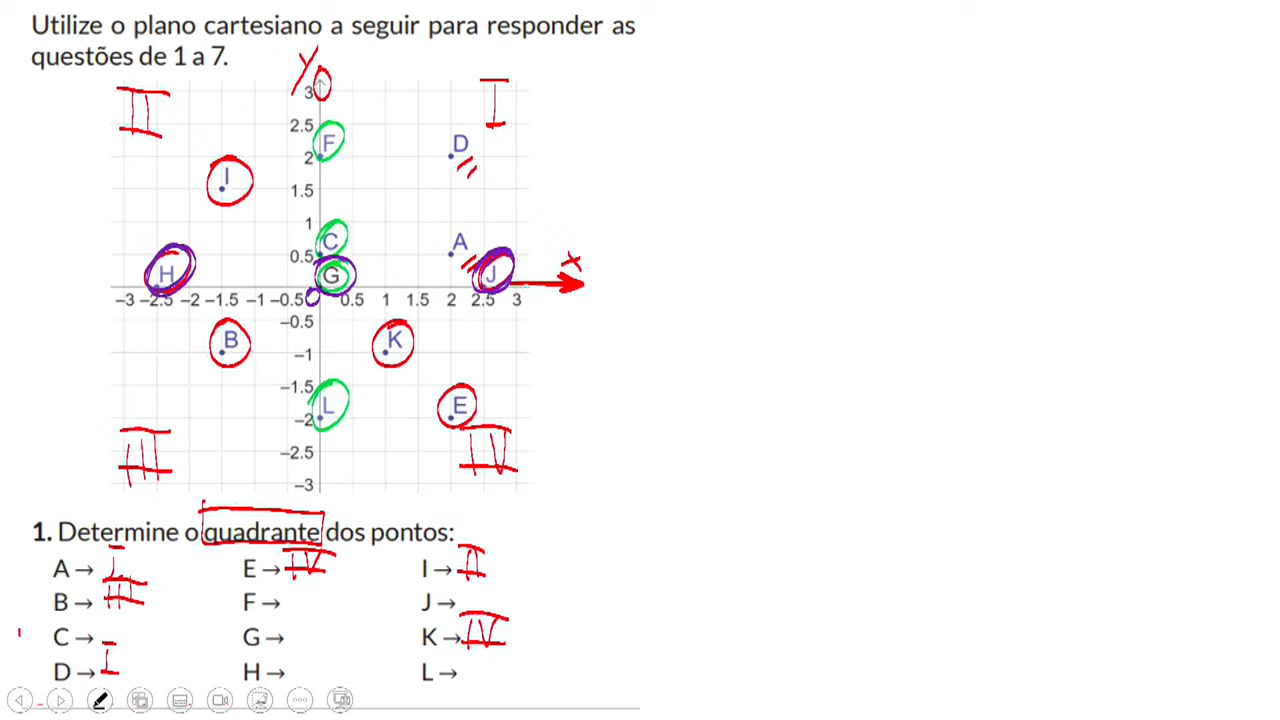 Utilize o plano cartesiano a seguir para responder as
questões de 1 a 7.
y
3
II
I
2.5
F
D
2
I
1.5
1
C
A
0.5
H
G
J
x
−3 −2.5 −2 −1.5 −1 −0.5 0 0.5 1 1.5 2 2.5 3
−0.5
B
K
−1
−1.5
L
E
−2
III
IV
−2.5
−3
1. Determine o quadrante dos pontos:
A → I E → IV I → II
B → III F → J →
C → G → K → IV
D → I H → L →